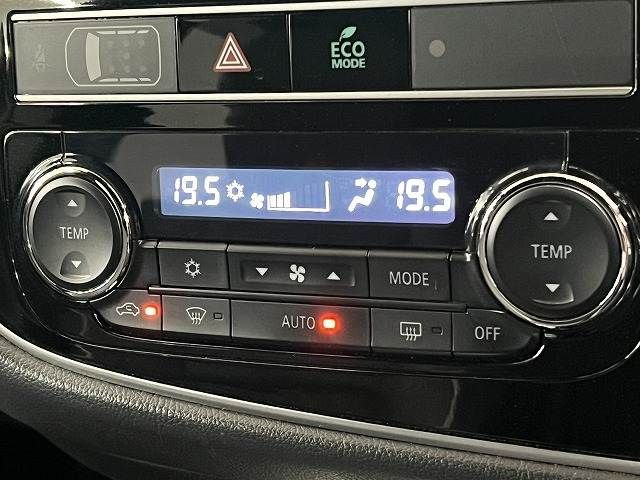 ECO
MODE
19.5 19.5
TEMP
TEMP
MODE
AUTO
OFF